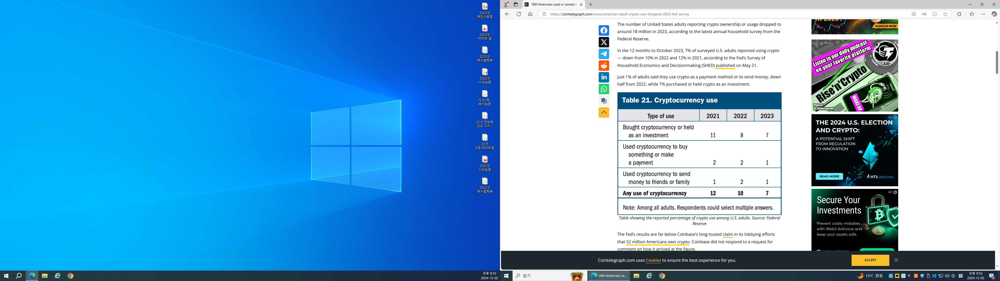 2023년
해인사포럼
2023년
바다와 법
2023년
해사법학부
2023년
나의논문
23년2학...
박사논문
22년 안수현
교수 디지...
22년
6권-바다와법
2022년
나의논문
2022년
해사법학부
오후 8:52
2024-12-02
18M Americans used or owned cr
https://cointelegraph.com/news/american-adult-crypto-use-dropped-2023-fed-survey
The number of United States adults reporting crypto ownership or usage dropped to
around 18 million in 2023, according to the latest annual household survey from the
Federal Reserve.
In the 12 months to October 2023, 7% of surveyed U.S. adults reported using crypto
— down from 10% in 2022 and 12% in 2021, according to the Fed's Survey of
Household Economics and Decisionmaking (SHED) published on May 21.
Just 1% of adults said they use crypto as a payment method or to send money, down
half from 2022, while 7% purchased or held crypto as an investment.
Table 21. Cryptocurrency use
Type of use 2021 2022 2023
Bought cryptocurrency or held
as an investment 11 8 7
Used cryptocurrency to buy
something or make
a payment 2 2 1
Used cryptocurrency to send
money to friends or family 1 2 1
Any use of cryptocurrency 12 10 7
Note: Among all adults. Respondents could select multiple answers.
Table showing the reported percentage of crypto use among U.S. adults. Source: Federal
Reserve
The Fed's results are far below Coinbase's long-touted claim in its lobbying efforts
that 52 million Americans own crypto. Coinbase did not respond to a request for
comment on how it arrived at the figure.
SAMSON MOW
Listen to our daily podcast
on your favorite platform
Rise'n'Crypto
WAKE UP
Podcast
by Cointelegraph
Ad
THE 2024 U.S. ELECTION
AND CRYPTO:
A POTENTIAL SHIFT
FROM REGULATION
TO INNOVATION
READ MORE
HTX Ventures
Ad
Secure Your
Investments
Prevent costly mistakes
with Web3 Antivirus and
keep your assets safe.
Cointelegraph.com uses Cookies to ensure the best experience for you.
ACCEPT
찾기
18M Americans us...
15°C 맑음
오후 8:52
2024-12-02